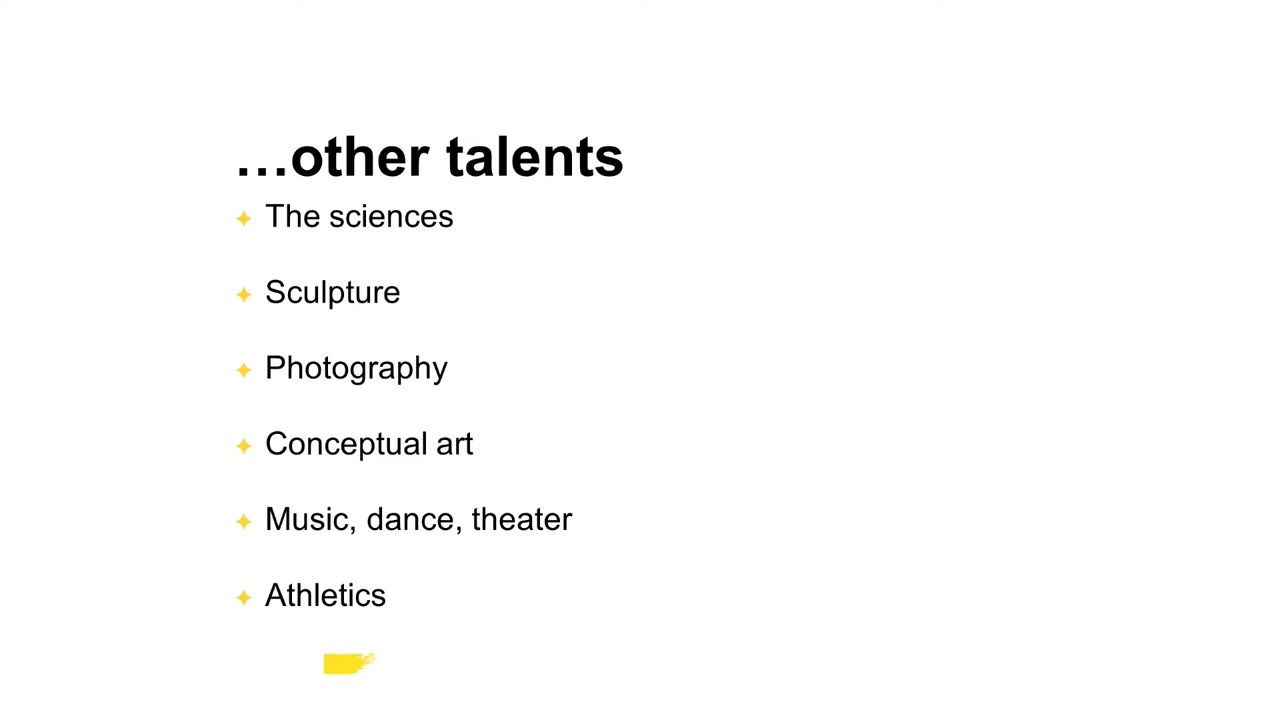 …other talents
The sciences
Sculpture
Photography
Conceptual art
Music, dance, theater
Athletics